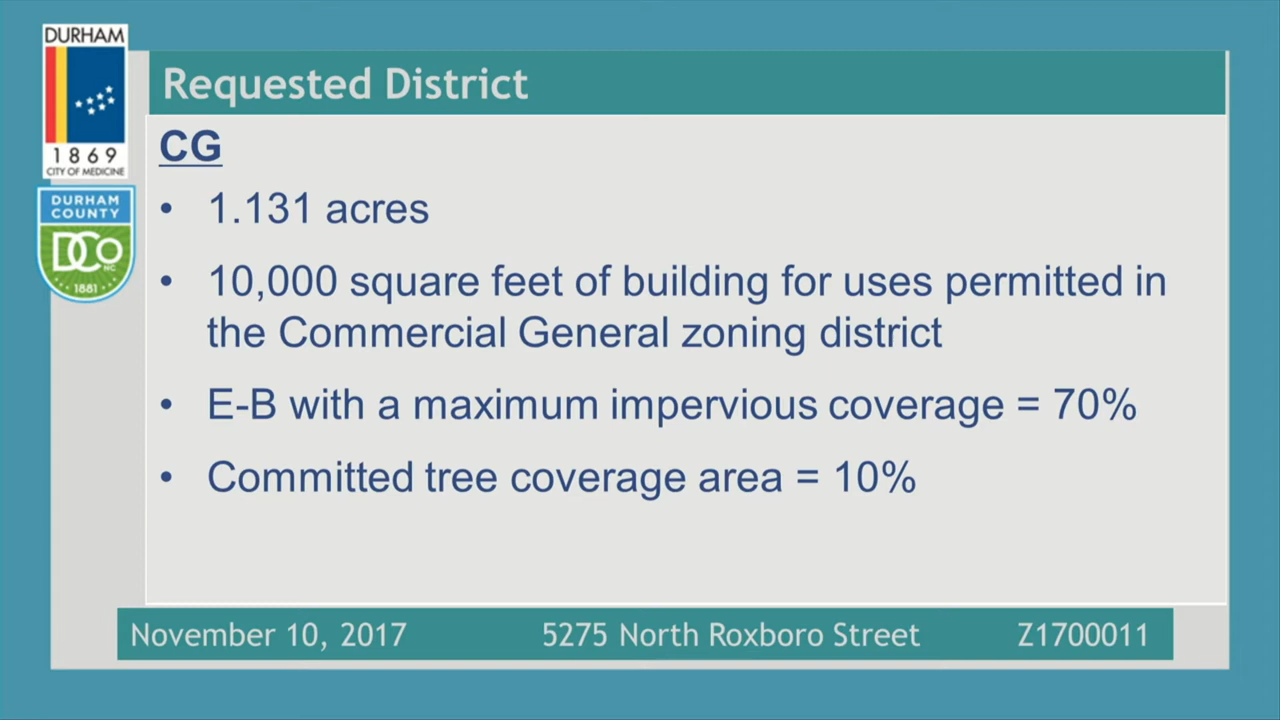 DURHAM
1869
CITY OF MEDICINE
DURHAM
COUNTY
DCo
NC
1881
Requested District
CG
• 1.131 acres
• 10,000 square feet of building for uses permitted in
the Commercial General zoning district
• E-B with a maximum impervious coverage = 70%
• Committed tree coverage area = 10%
November 10, 2017 5275 North Roxboro Street Z1700011